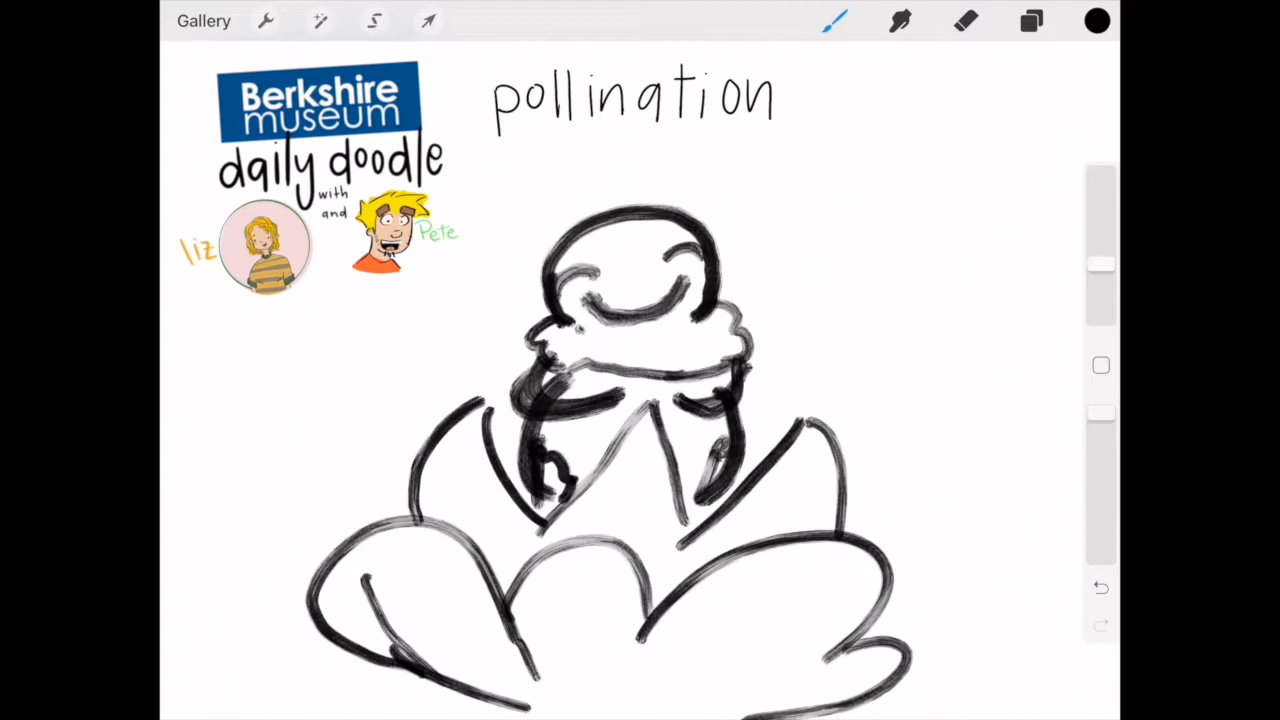 Gallery
Berkshire
museum
pollination
daily doodle
with
and
liz
Pete